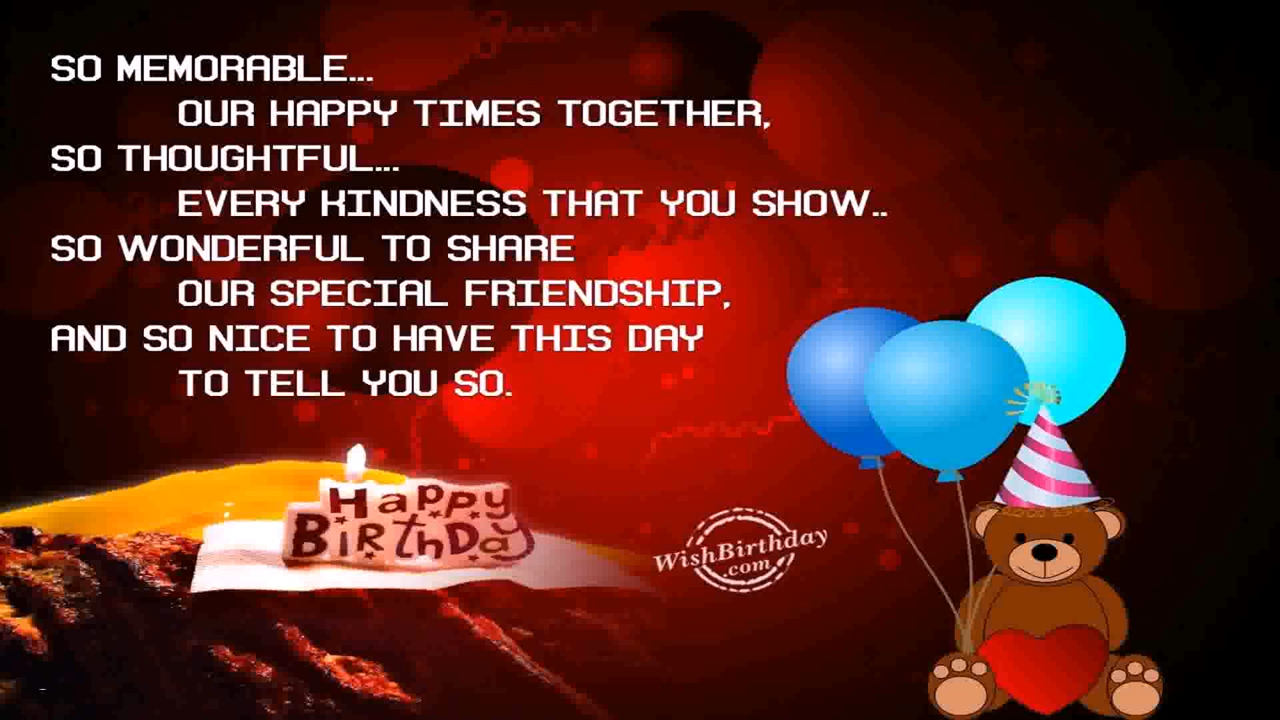 SO MEMORABLE...
OUR HAPPY TIMES TOGETHER,
SO THOUGHTFUL...
EVERY KINDNESS THAT YOU SHOW..
SO WONDERFUL TO SHARE
OUR SPECIAL FRIENDSHIP,
AND SO NICE TO HAVE THIS DAY
TO TELL YOU SO.
Happy
BiRthDay
WishBirthday
.com